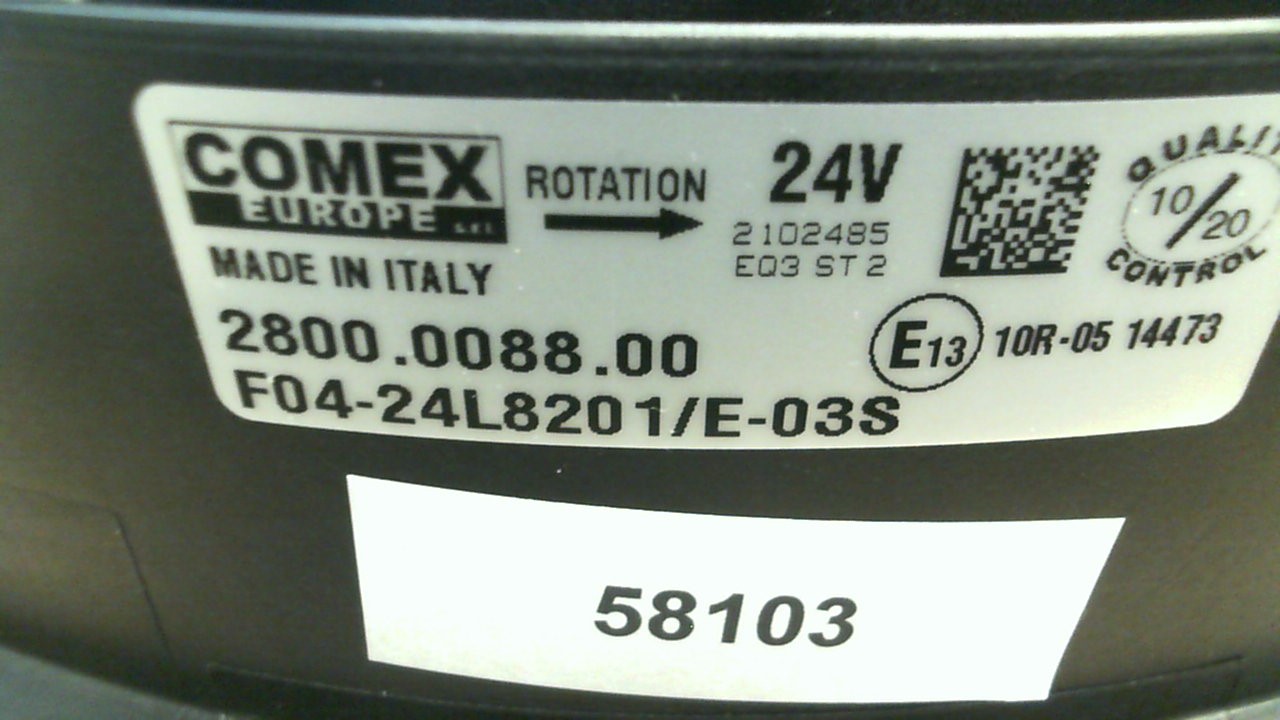 COMEX
EUROPE s.r.l.
MADE IN ITALY
ROTATION
24V
2102485
EQ3 ST2
QUALIT
10/20
CONTROL
2800.0088.00
E13 10R-05 14473
F04-24L8201/E-03S
58103